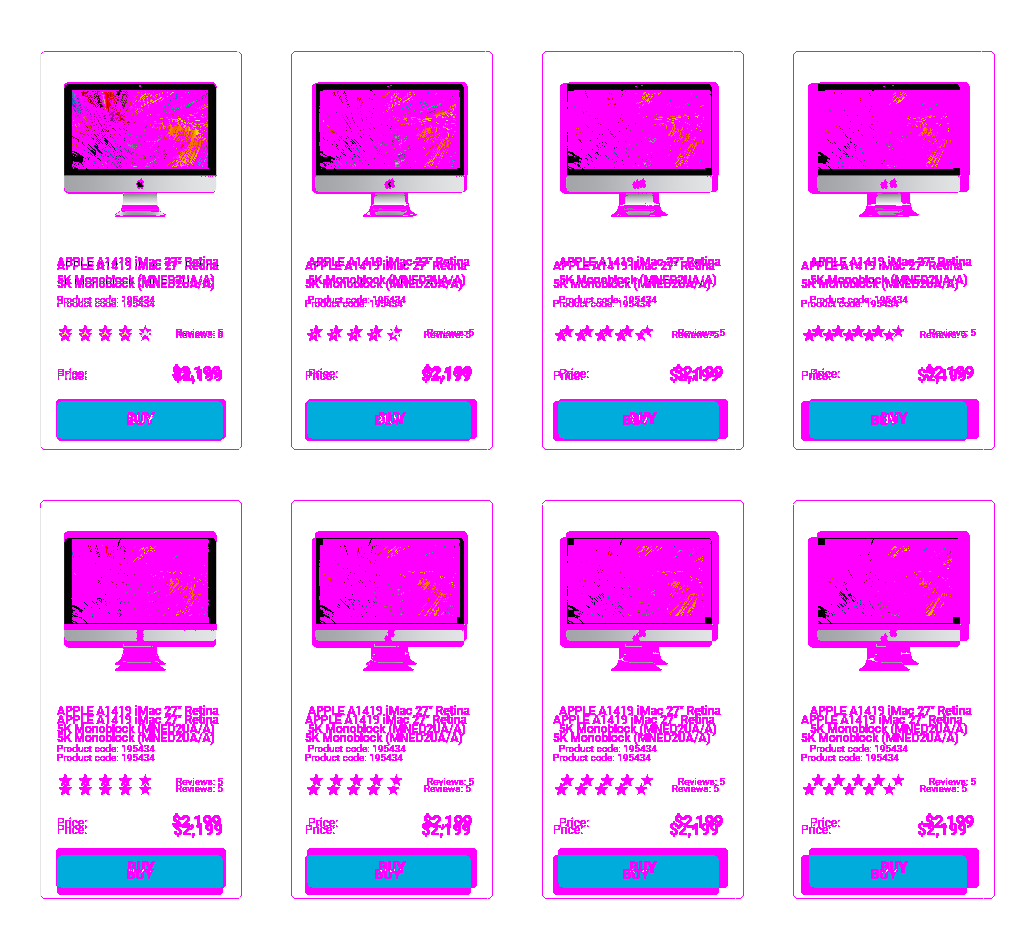 APPLE A1419 iMac 27" Retina
5K Monoblock (MNED2UA/A)
Product code: 195434
Reviews: 5
Price: $2,199
BUY
APPLE A1419 iMac 27" Retina
5K Monoblock (MNED2UA/A)
Product code: 195434
Reviews: 5
Price: $2,199
BUY
APPLE A1419 iMac 27" Retina
5K Monoblock (MNED2UA/A)
Product code: 195434
Reviews: 5
Price: $2,199
BUY
APPLE A1419 iMac 27" Retina
5K Monoblock (MNED2UA/A)
Product code: 195434
Reviews: 5
Price: $2,199
BUY
APPLE A1419 iMac 27" Retina
5K Monoblock (MNED2UA/A)
Product code: 195434
Reviews: 5
Price: $2,199
BUY
APPLE A1419 iMac 27" Retina
5K Monoblock (MNED2UA/A)
Product code: 195434
Reviews: 5
Price: $2,199
BUY
APPLE A1419 iMac 27" Retina
5K Monoblock (MNED2UA/A)
Product code: 195434
Reviews: 5
Price: $2,199
BUY
APPLE A1419 iMac 27" Retina
5K Monoblock (MNED2UA/A)
Product code: 195434
Reviews: 5
Price: $2,199
BUY